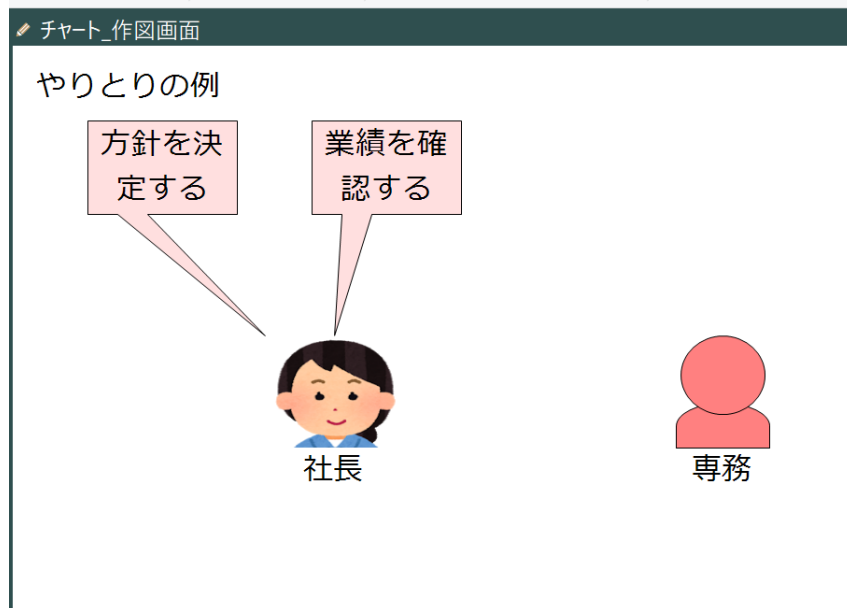 チャート_作図画面
やりとりの例
方針を決
定する
業績を確
認する
社長
専務